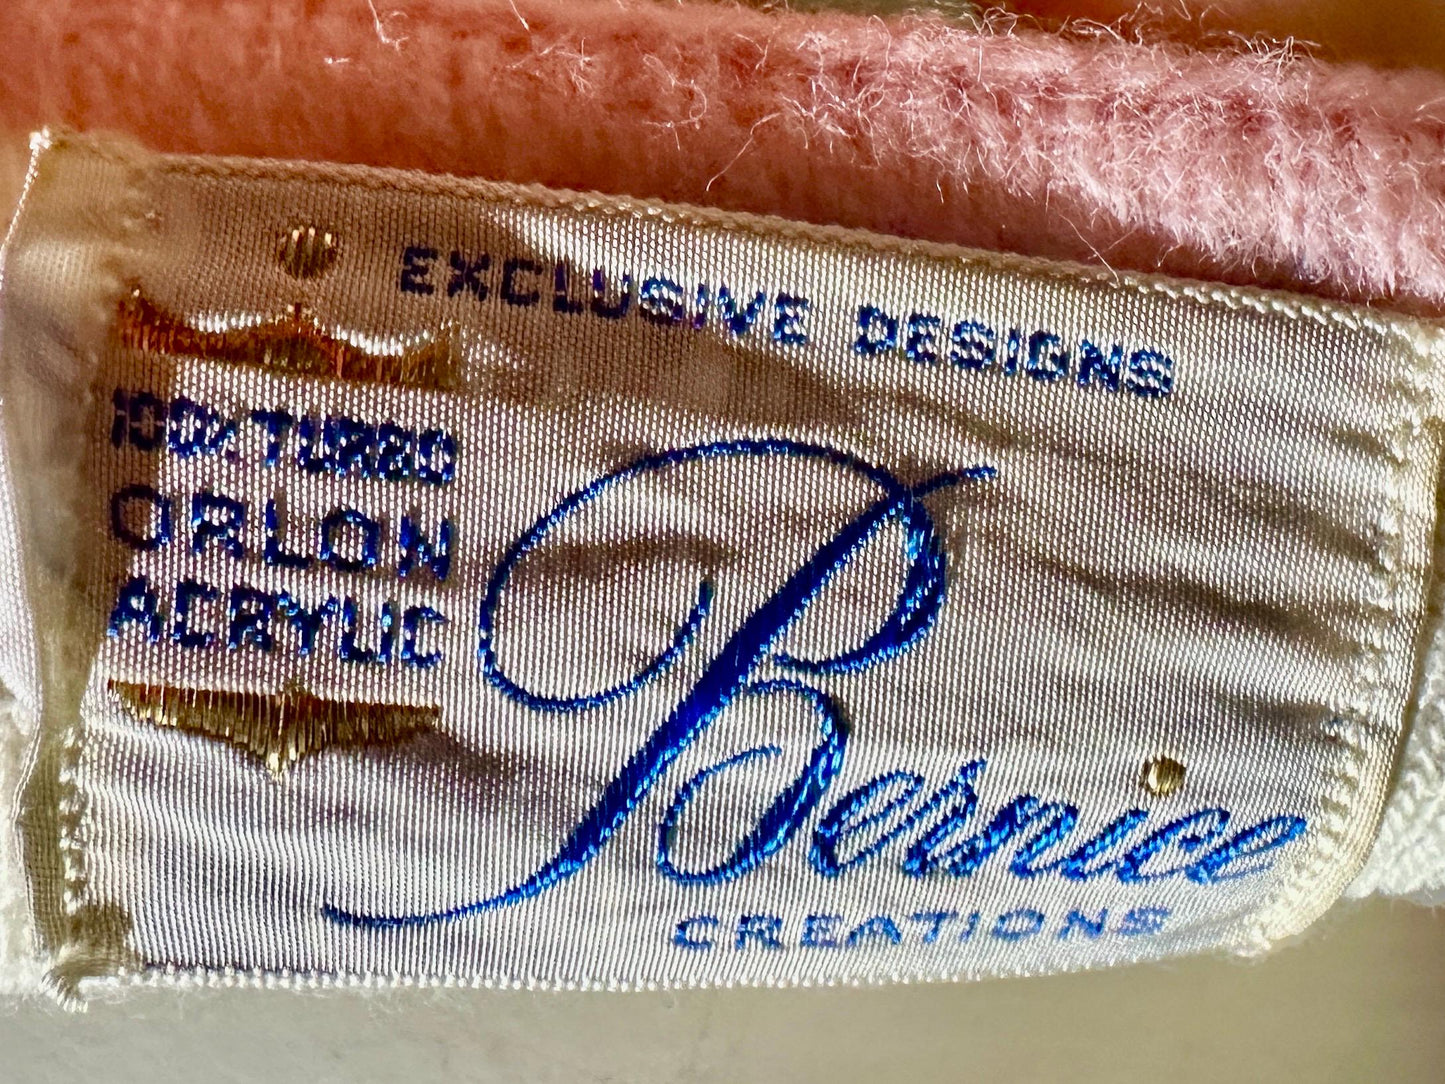 EXCLUSIVE DESIGNS
100% TURBO
ORLON
ACRYLIC
Bernice
CREATIONS